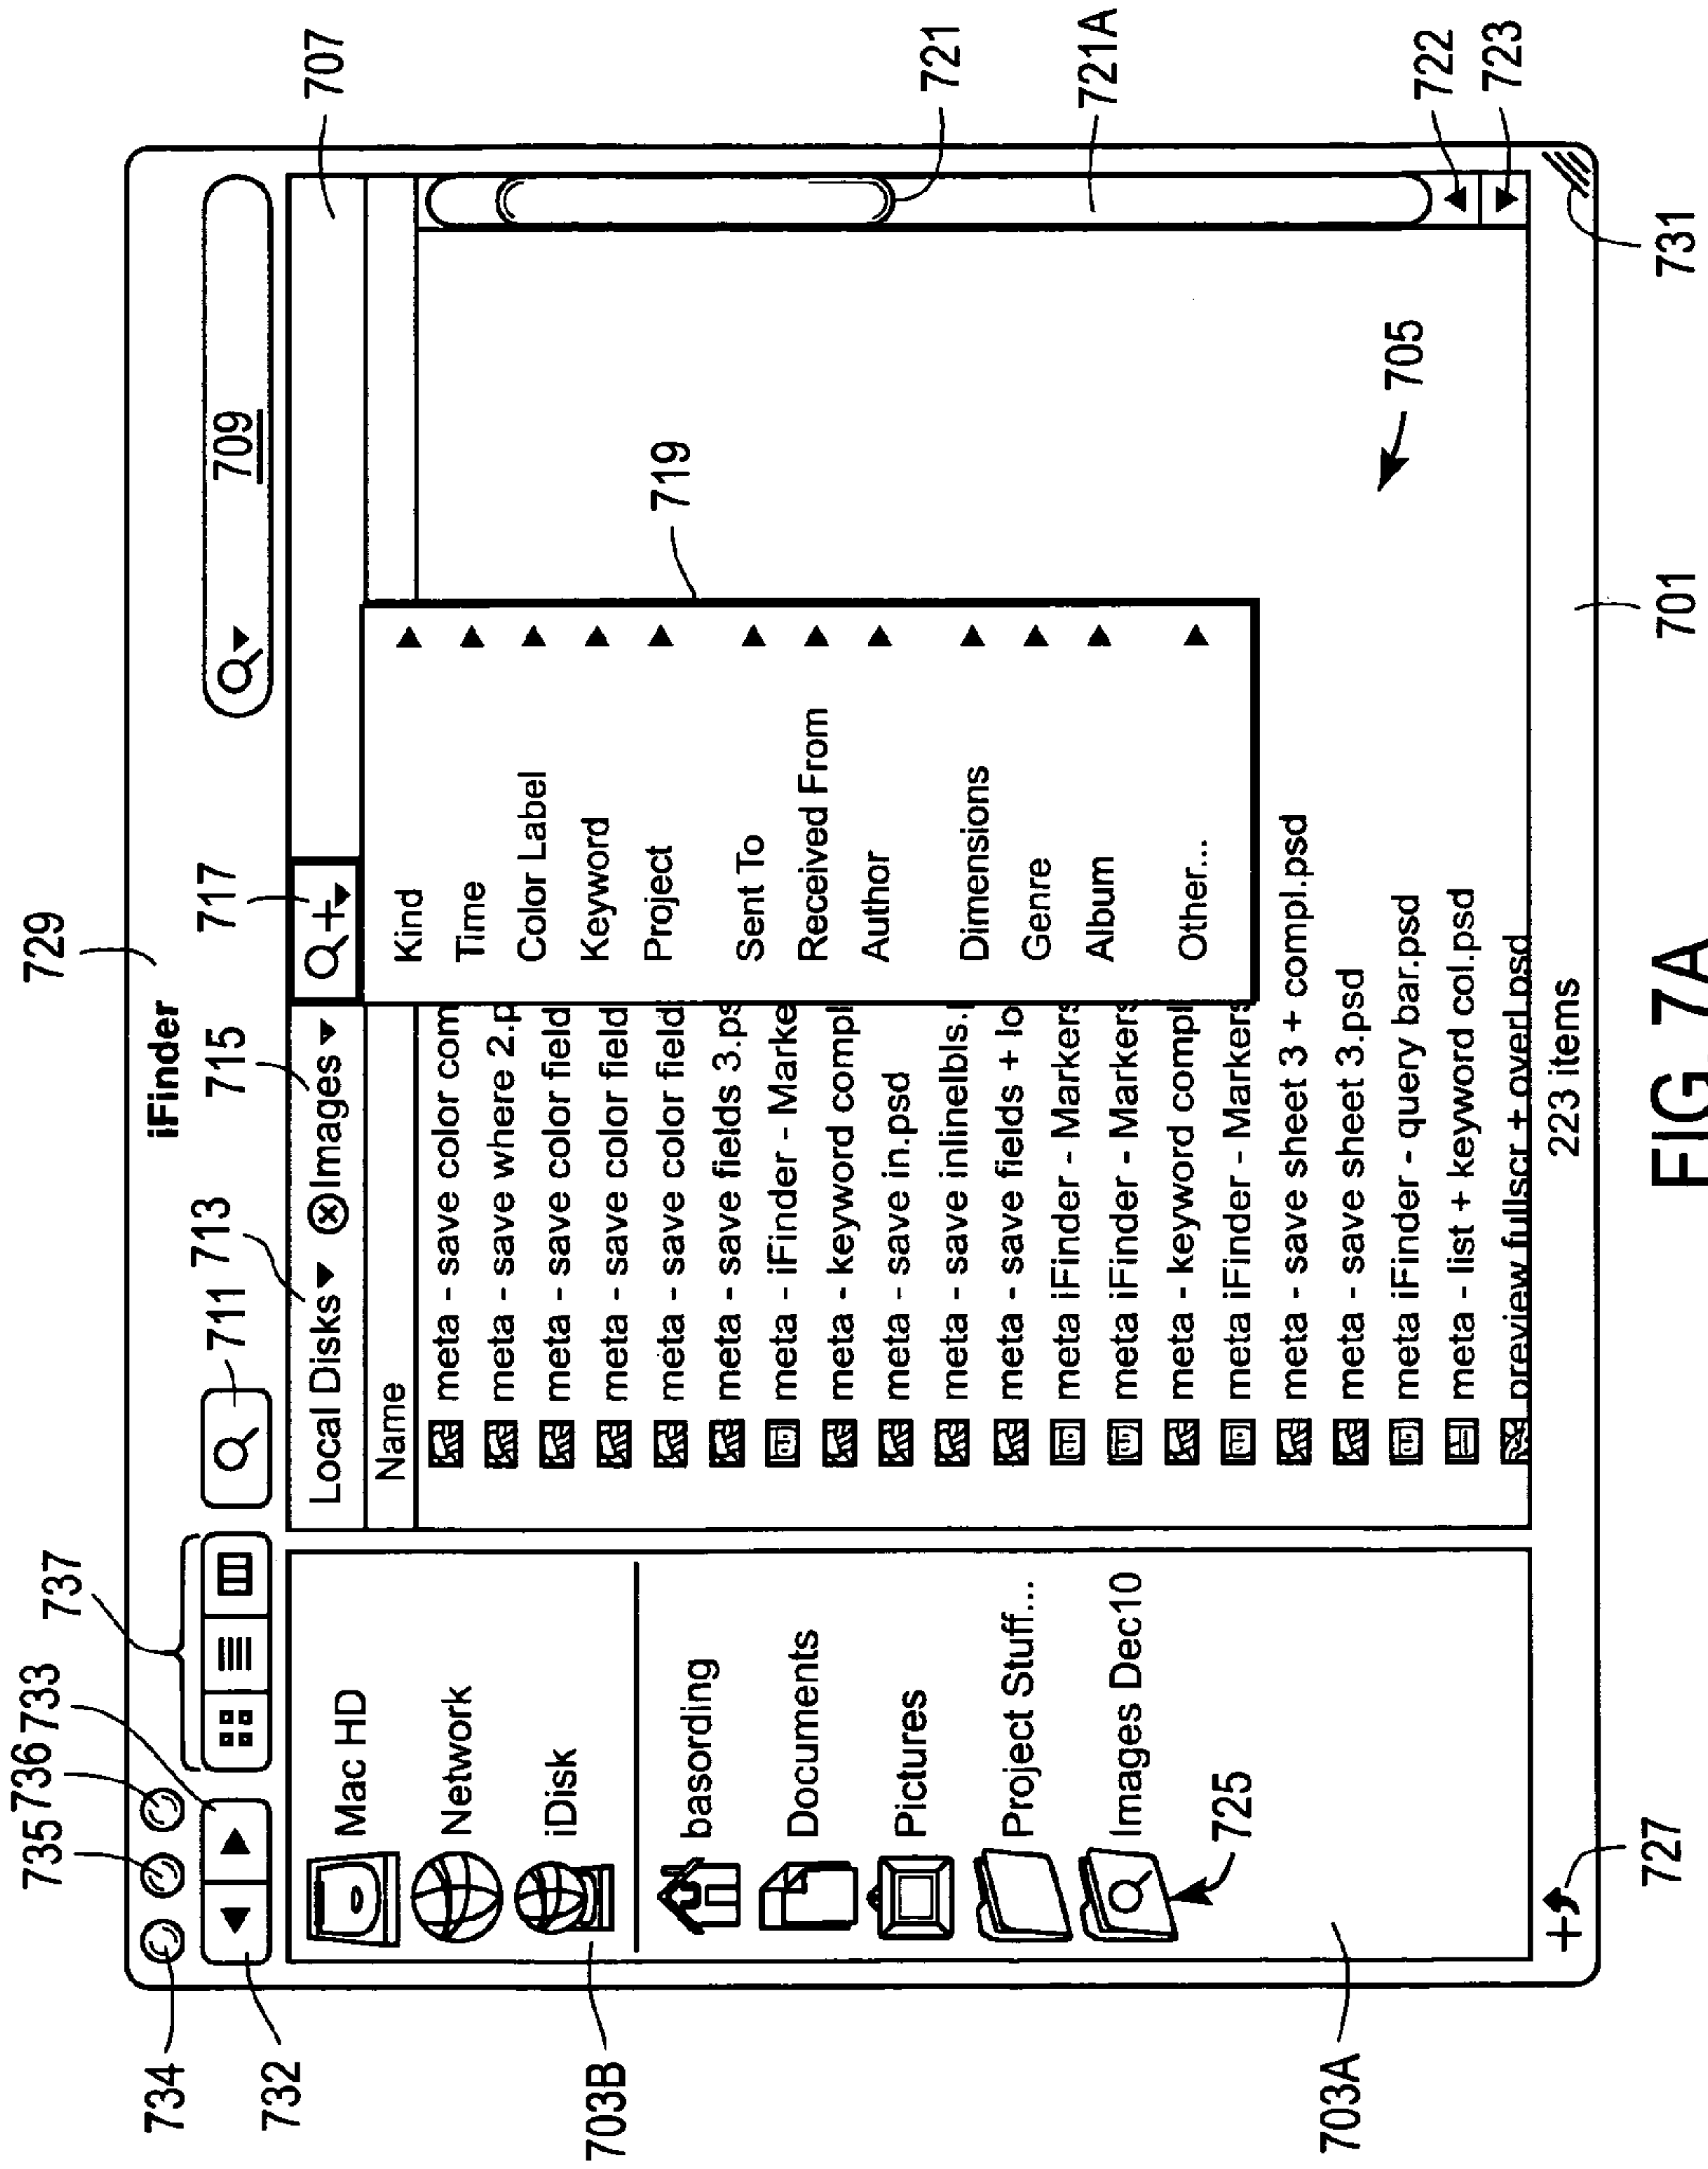 729
735 736 733
737
711 713
715
717
707
iFinder
709
734
732
Local Disks Images
Name
Mac HD
Network
iDisk
basording
Documents
Pictures
Project Stuff...
Images Dec10
725
703B
703A
meta - save color com
meta - save where 2.p
meta - save color field
meta - save color field
meta - save color field
meta - save fields 3.ps
meta - iFinder - Marke
meta - keyword compl
meta - save in.psd
meta - save inlinelbls.
meta - save fields + lo
meta iFinder - Markers
meta iFinder - Markers
meta - keyword compl
meta iFinder - Markers
meta - save sheet 3 + compl.psd
meta - save sheet 3.psd
meta iFinder - query bar.psd
meta - list + keyword col.psd
preview fullscr + overl.psd
Kind
Time
Color Label
Keyword
Project
Sent To
Received From
Author
Dimensions
Genre
Album
Other...
719
705
721
721A
722
723
223 items
727
701
731
FIG. 7A